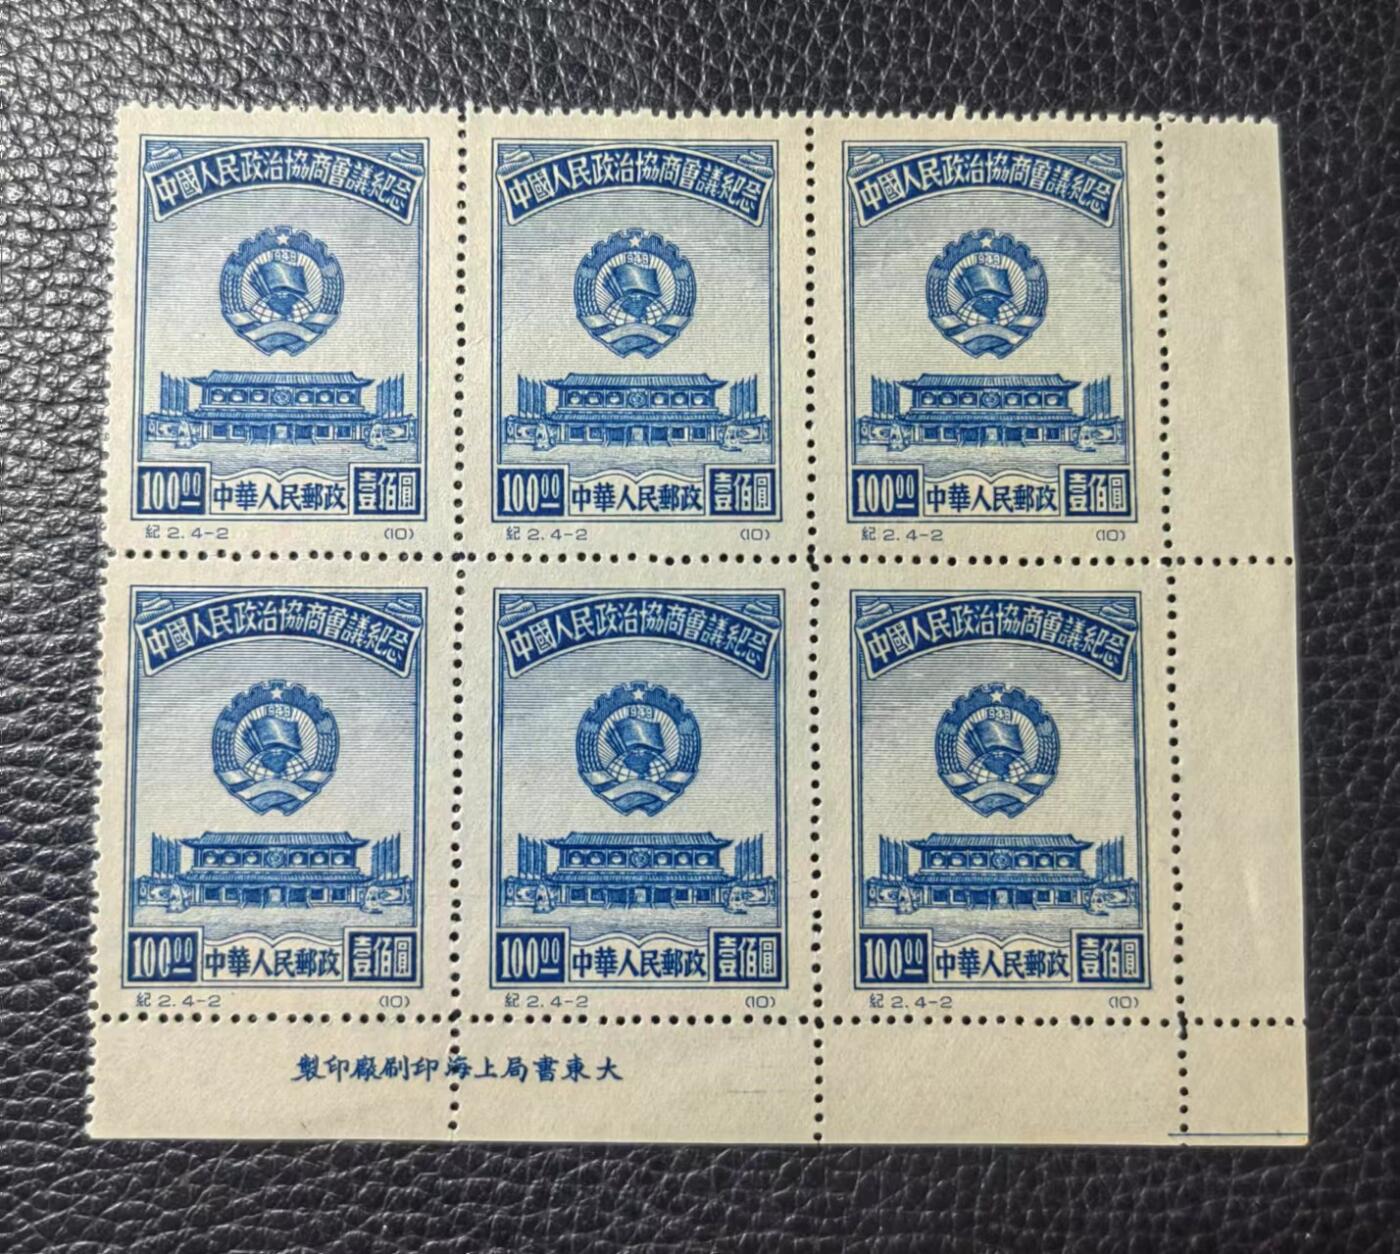 中國人民政治協商會議紀念 中國人民政治協商會議紀念 中國人民政治協商會議紀念
1949 1949 1949
100.00 中華人民郵政 壹佰圓 100.00 中華人民郵政 壹佰圓 100.00 中華人民郵政 壹佰圓
紀 2.4-2 (10) 紀 2.4-2 (10) 紀 2.4-2 (10)
中國人民政治協商會議紀念 中國人民政治協商會議紀念 中國人民政治協商會議紀念
1949 1949 1949
100.00 中華人民郵政 壹佰圓 100.00 中華人民郵政 壹佰圓 100.00 中華人民郵政 壹佰圓
紀 2.4-2 (10) 紀 2.4-2 (10) 紀 2.4-2 (10)
大東書局上海印刷廠印製